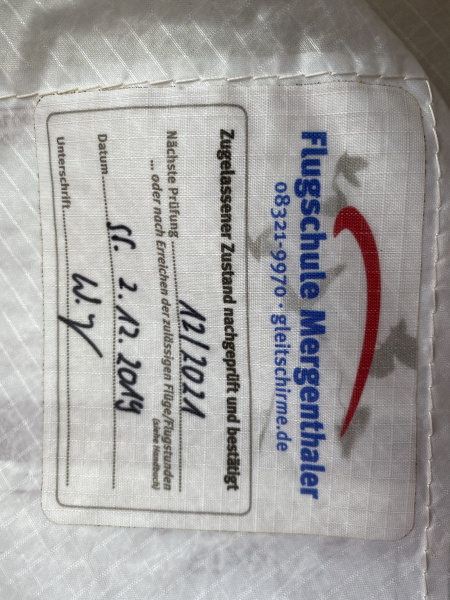 Flugschule Mergenthaler
08321-9970 · gleitschirme.de
Zugelassener Zustand nachgeprüft und bestätigt
Nächste Prüfung 12/2021
... oder nach Erreichen der zulässigen Flüge/Flugstunden
(siehe Handbuch)
Datum 2.12.2019
Unterschrift